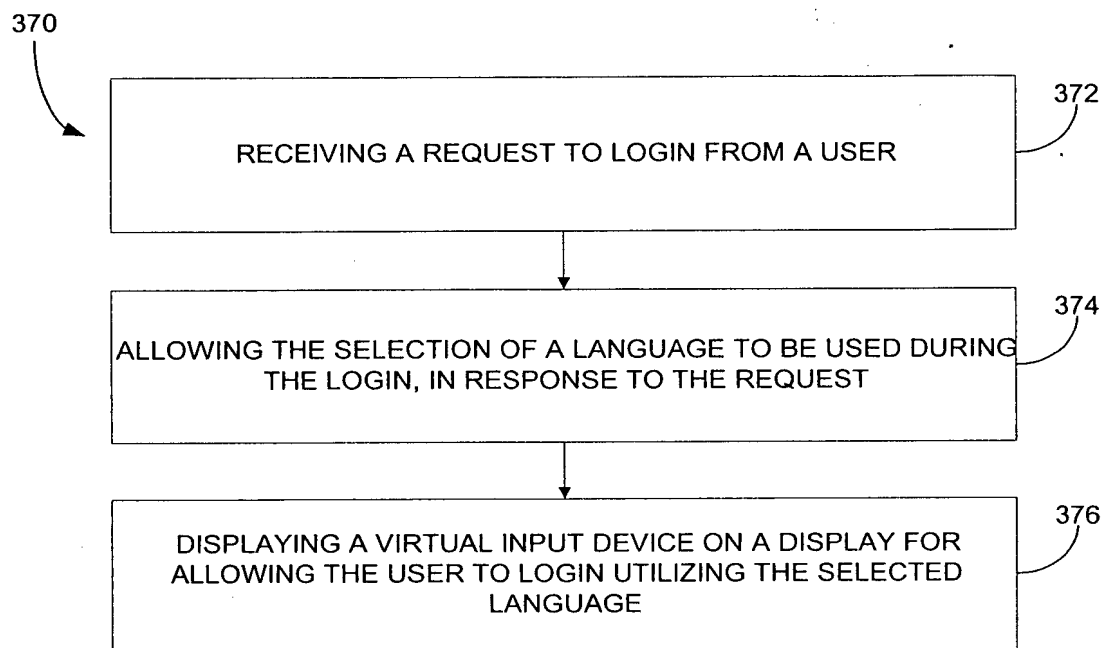 370
RECEIVING A REQUEST TO LOGIN FROM A USER
372
ALLOWING THE SELECTION OF A LANGUAGE TO BE USED DURING
THE LOGIN, IN RESPONSE TO THE REQUEST
374
DISPLAYING A VIRTUAL INPUT DEVICE ON A DISPLAY FOR
ALLOWING THE USER TO LOGIN UTILIZING THE SELECTED
LANGUAGE
376